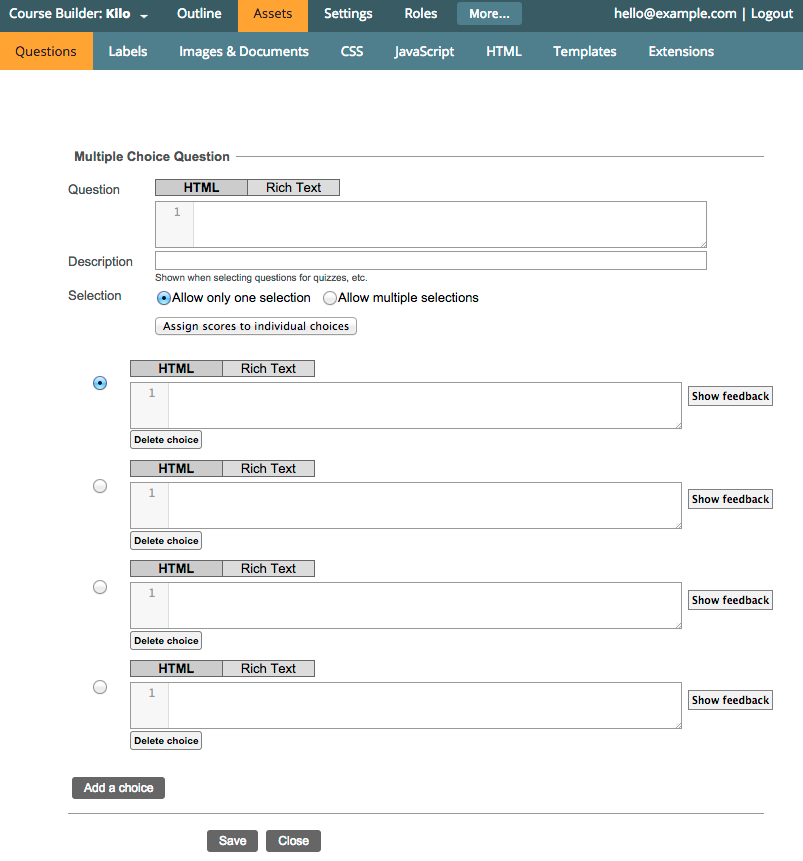 Course Builder: Kllo Outline Assets Settings Roles More... hello@example.com | Logout
Questions Labels Images & Documents CSS JavaScript HTML Templates Extensions
Multiple Choice Question
Question HTML Rich Text
1
Description
Shown when selecting questions for quizzes, etc.
Selection Allow only one selection Allow multiple selections
Assign scores to individual choices
HTML Rich Text
1 Show feedback
Delete choice
HTML Rich Text
1 Show feedback
Delete choice
HTML Rich Text
1 Show feedback
Delete choice
HTML Rich Text
1 Show feedback
Delete choice
Add a choice
Save Close